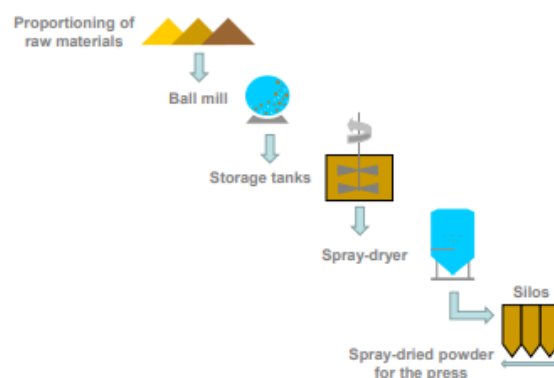 Proportioning of
raw materials
Ball mill
Storage tanks
Spray-dryer
Silos
Spray-dried powder
for the press